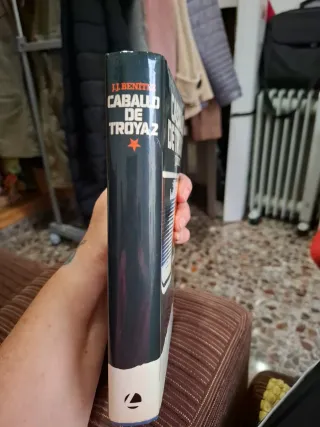 J.J. BENITEZ
CABALLO
DE
TROYA 2